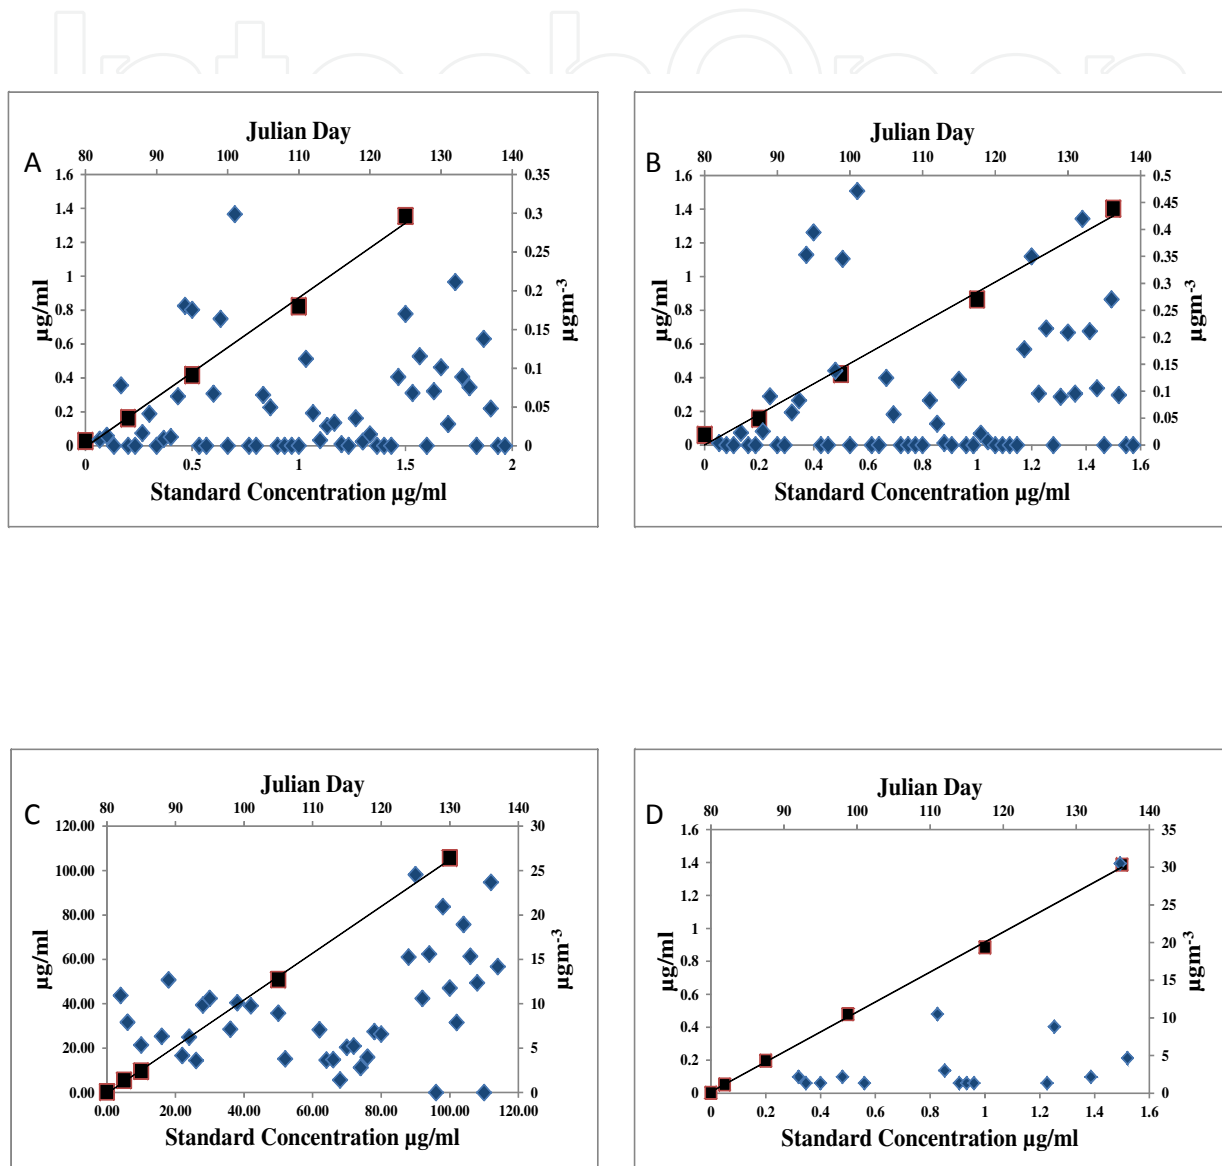 IntechOpen
A
Julian Day
80 90 100 110 120 130 140
1.6 1.4 1.2 1 0.8 0.6 0.4 0.2 0
µg/ml
0.35 0.3 0.25 0.2 0.15 0.1 0.05 0
µgm-3
0 0.5 1 1.5 2
Standard Concentration µg/ml
B
Julian Day
80 90 100 110 120 130 140
1.6 1.4 1.2 1 0.8 0.6 0.4 0.2 0
µg/ml
0.5 0.45 0.4 0.35 0.3 0.25 0.2 0.15 0.1 0.05 0
µgm-3
0 0.2 0.4 0.6 0.8 1 1.2 1.4 1.6
Standard Concentration µg/ml
C
Julian Day
80 90 100 110 120 130 140
120.00 100.00 80.00 60.00 40.00 20.00 0.00
µg/ml
30 25 20 15 10 5 0
µgm-3
0.00 20.00 40.00 60.00 80.00 100.00 120.00
Standard Concentration µg/ml
D
Julian Day
80 90 100 110 120 130 140
1.6 1.4 1.2 1 0.8 0.6 0.4 0.2 0
µg/ml
35 30 25 20 15 10 5 0
µgm-3
0 0.2 0.4 0.6 0.8 1 1.2 1.4 1.6
Standard Concentration µg/ml